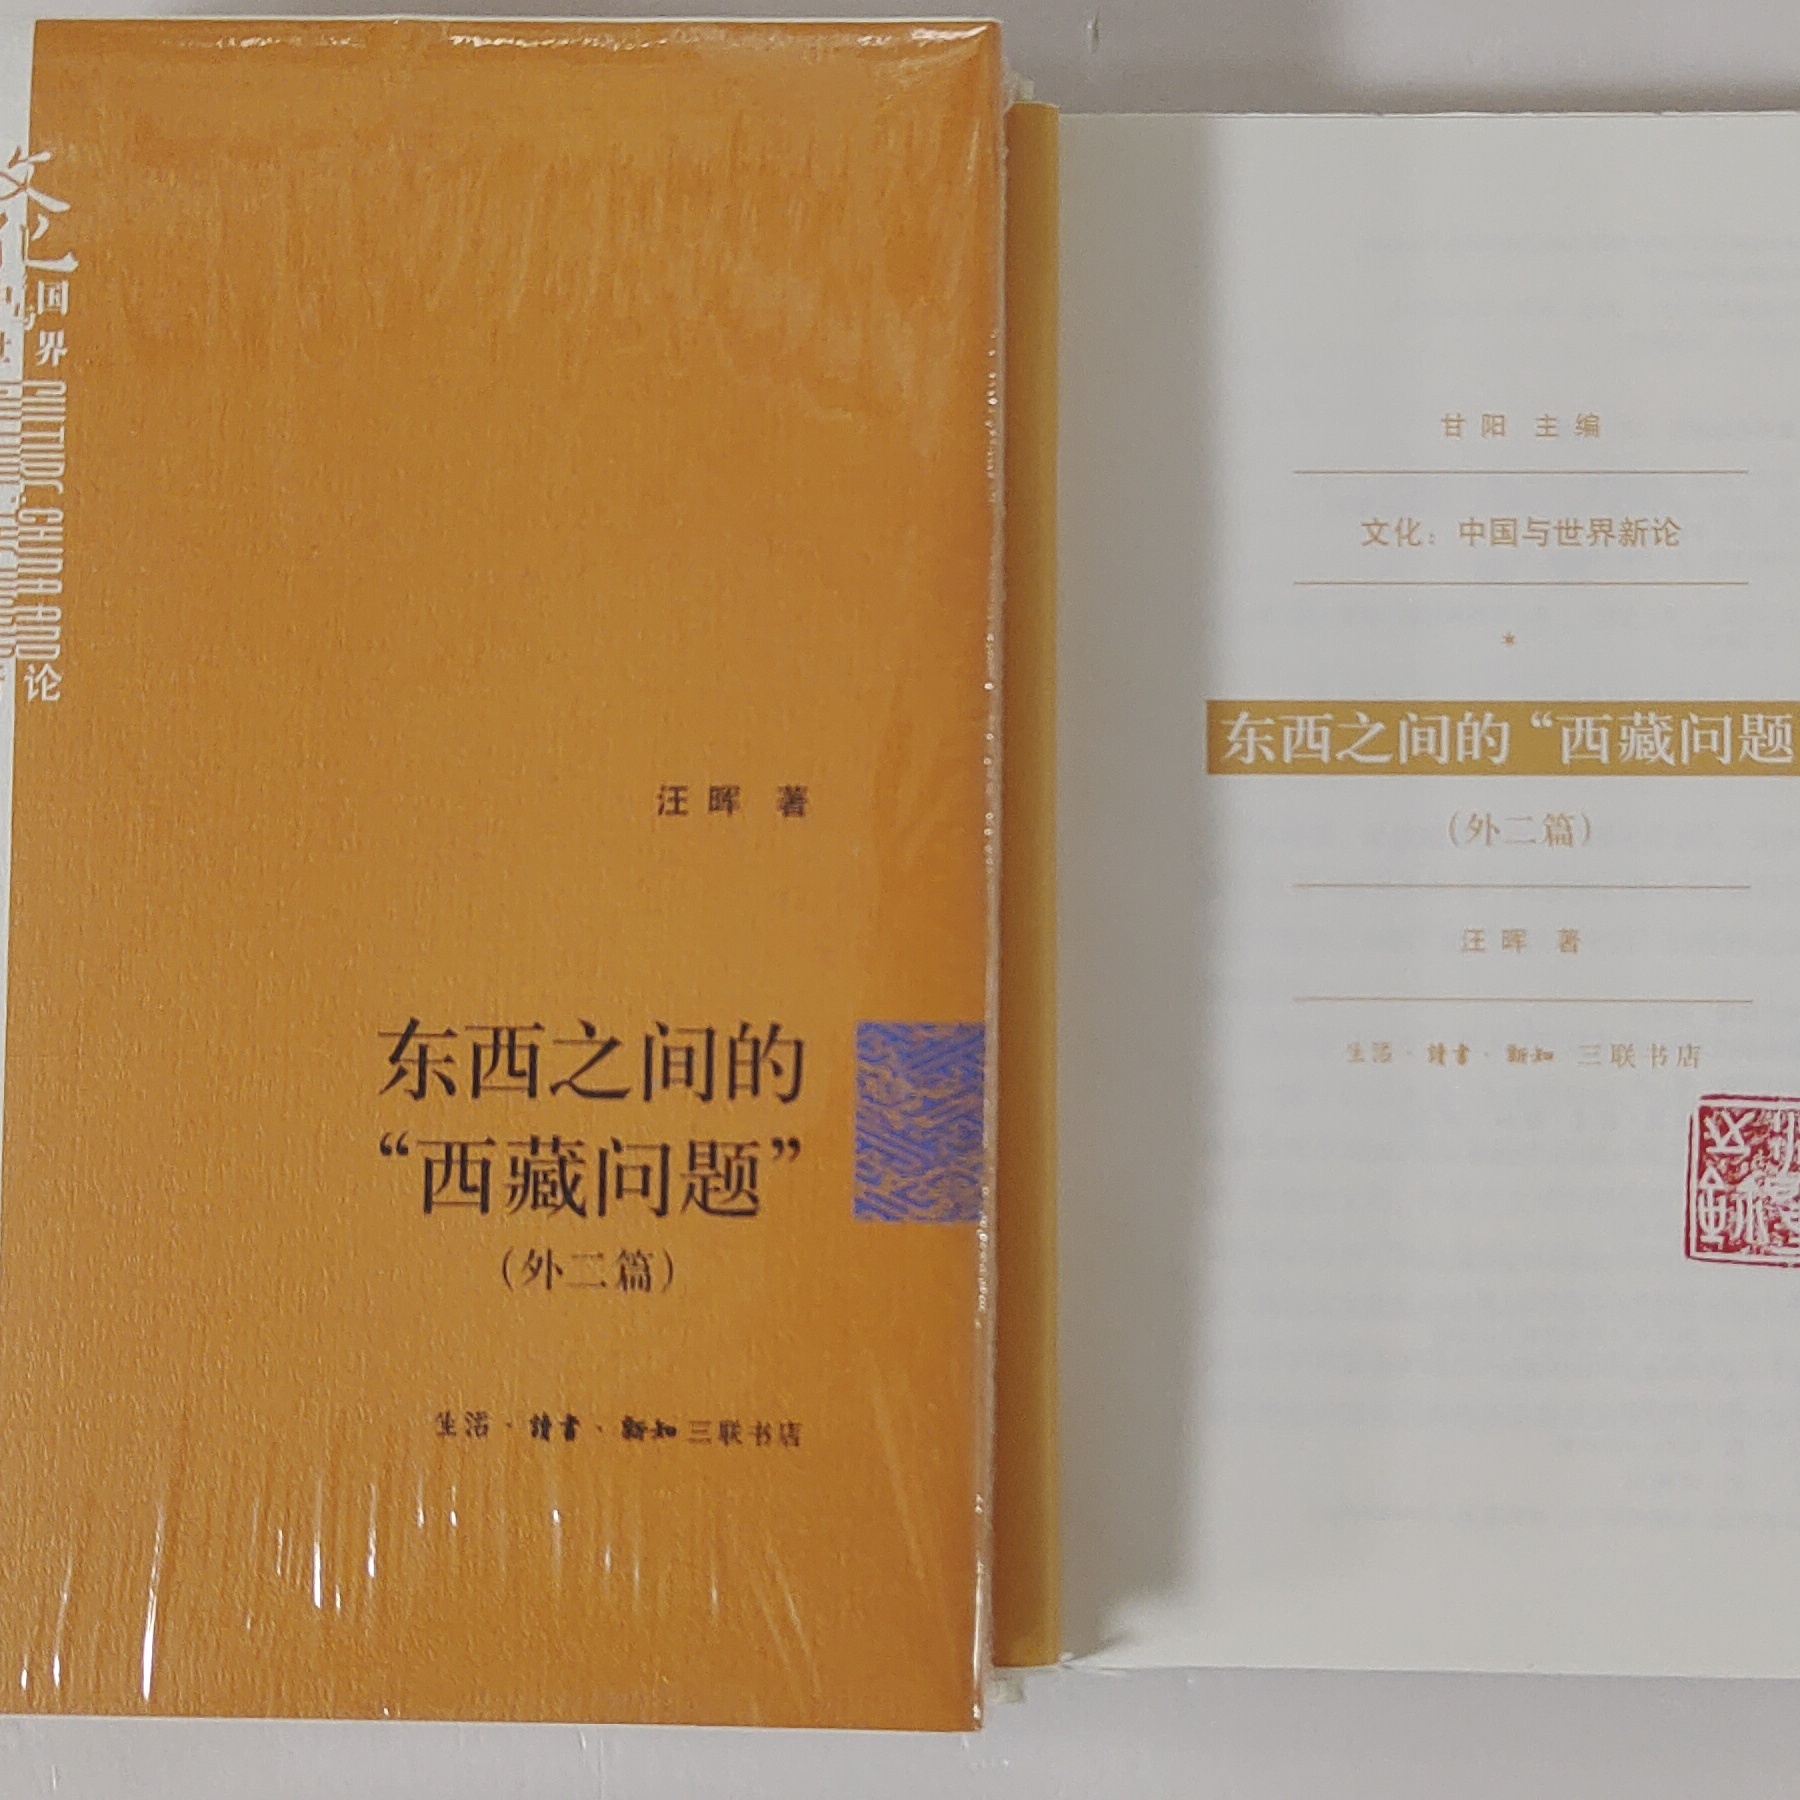 文化
国
与
界
CULTURE: CHINA AND
论
汪晖 著
东西之间的
“西藏问题”
(外二篇)
生活·讀書·新知 三联书店
甘阳 主编
文化：中国与世界新论
*
东西之间的“西藏问题
(外二篇)
汪晖 著
生活·讀書·新知 三联书店